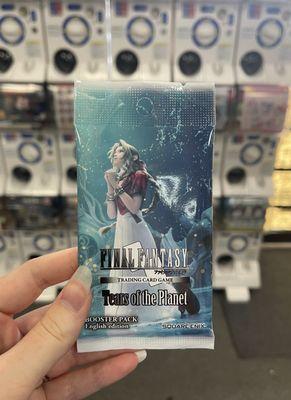 FINAL FANTASY
TRADING CARD GAME
Tears of the Planet
BOOSTER PACK
English edition
SQUARE ENIX